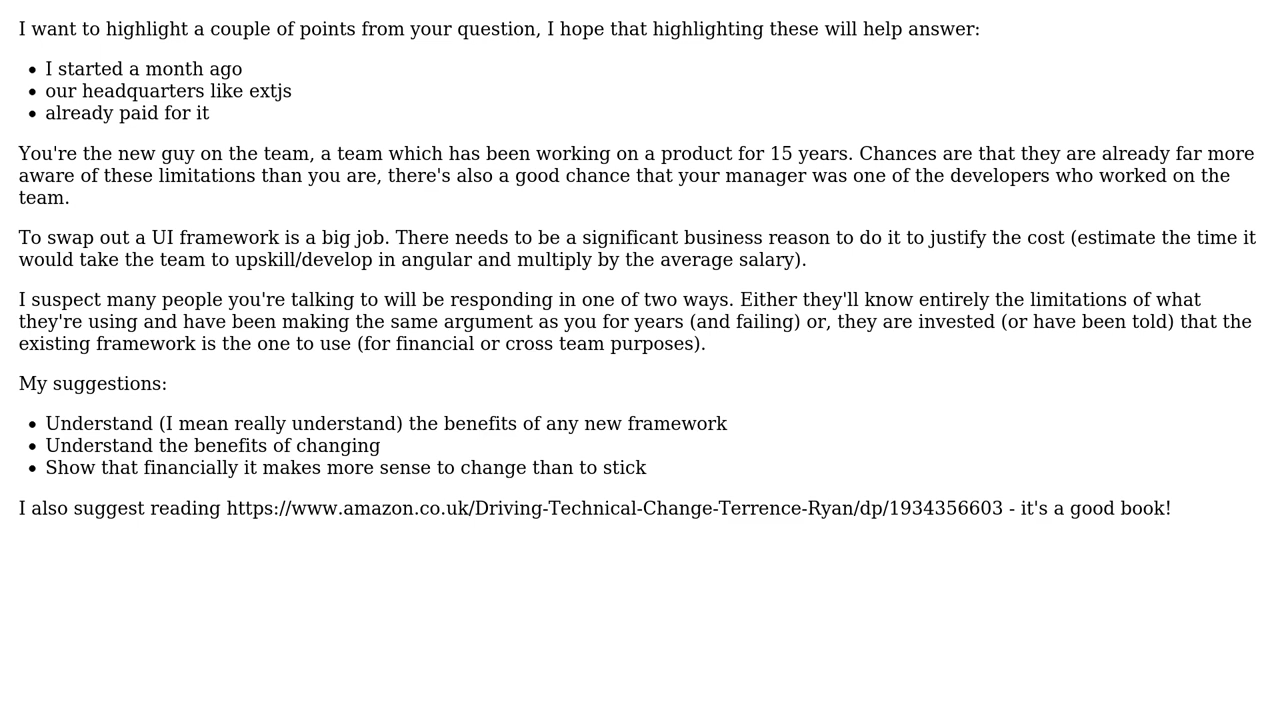 I want to highlight a couple of points from your question, I hope that highlighting these will help answer:
• I started a month ago
• our headquarters like extjs
• already paid for it
You're the new guy on the team, a team which has been working on a product for 15 years. Chances are that they are already far more
aware of these limitations than you are, there's also a good chance that your manager was one of the developers who worked on the
team.
To swap out a UI framework is a big job. There needs to be a significant business reason to do it to justify the cost (estimate the time it
would take the team to upskill/develop in angular and multiply by the average salary).
I suspect many people you're talking to will be responding in one of two ways. Either they'll know entirely the limitations of what
they're using and have been making the same argument as you for years (and failing) or, they are invested (or have been told) that the
existing framework is the one to use (for financial or cross team purposes).
My suggestions:
• Understand (I mean really understand) the benefits of any new framework
• Understand the benefits of changing
• Show that financially it makes more sense to change than to stick
I also suggest reading https://www.amazon.co.uk/Driving-Technical-Change-Terrence-Ryan/dp/1934356603 - it's a good book!